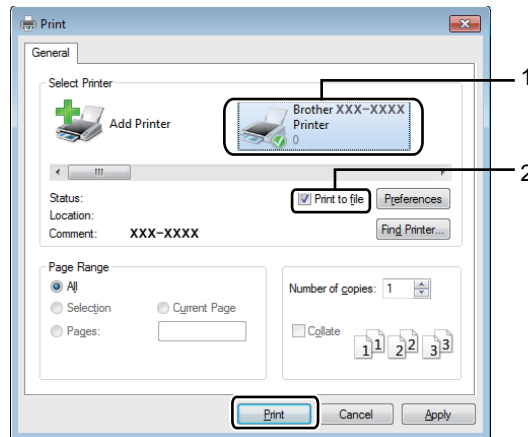 Print
General
Select Printer
1
Add Printer
Brother XXX-XXXX
Printer
0
2
Status:
Print to file
Preferences
Location:
Comment: XXX-XXXX
Find Printer...
Page Range
All
Number of copies: 1
Selection
Current Page
Pages:
Collate
1 1 2 2 3 3
Print
Cancel
Apply